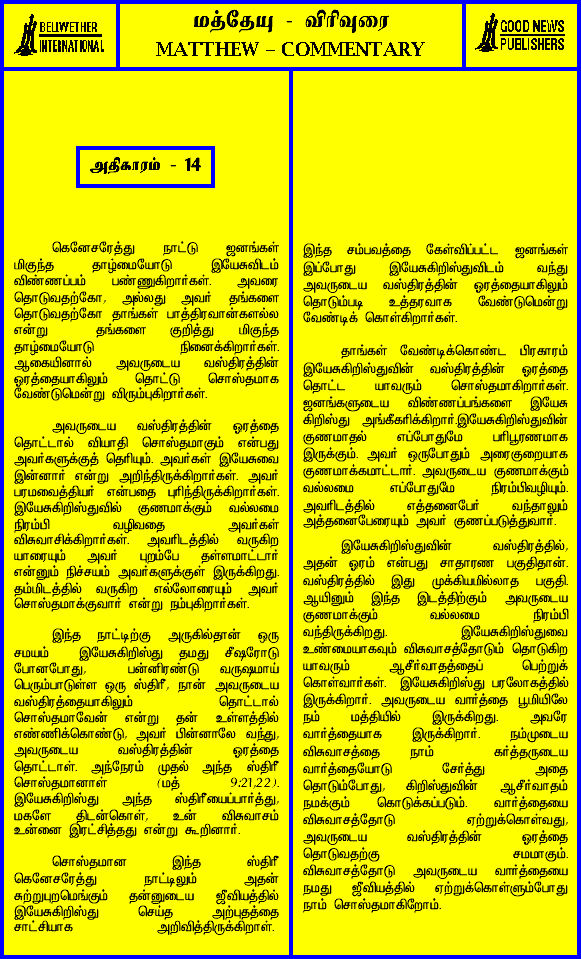 BELLWETHER
INTERNATIONAL
மத்தேயு - விரிவுரை
MATTHEW – COMMENTARY
GOOD NEWS
PUBLISHERS
அதிகாரம் - 14
கெனேசரேத்து நாட்டு ஜனங்கள்
மிகுந்த தாழ்மையோடு இயேசுவிடம்
விண்ணப்பம் பண்ணுகிறார்கள். அவரை
தொடுவதற்கோ, அல்லது அவர் தங்களை
தொடுவதற்கோ தாங்கள் பாத்திரவான்களல்ல
என்று தங்களை குறித்து மிகுந்த
தாழ்மையோடு நினைக்கிறார்கள்.
ஆகையினால் அவருடைய வஸ்திரத்தின்
ஓரத்தையாகிலும் தொட்டு சொஸ்தமாக
வேண்டுமென்று விரும்புகிறார்கள்.
அவருடைய வஸ்திரத்தின் ஓரத்தை
தொட்டால் வியாதி சொஸ்தமாகும் என்பது
அவர்களுக்குத் தெரியும். அவர்கள் இயேசுவை
இன்னார் என்று அறிந்திருக்கிறார்கள். அவர்
பரமவைத்தியர் என்பதை புரிந்திருக்கிறார்கள்.
இயேசுகிறிஸ்துவில் குணமாக்கும் வல்லமை
நிரம்பி வழிவதை அவர்கள்
விசுவாசிக்கிறார்கள். அவரிடத்தில் வருகிற
யாரையும் அவர் புறம்பே தள்ளமாட்டார்
என்னும் நிச்சயம் அவர்களுக்குள் இருக்கிறது.
தம்மிடத்தில் வருகிற எல்லோரையும் அவர்
சொஸ்தமாக்குவார் என்று நம்புகிறார்கள்.
இந்த நாட்டிற்கு அருகில்தான் ஒரு
சமயம் இயேசுகிறிஸ்து தமது சீஷரோடு
போனபோது, பன்னிரண்டு வருஷமாய்
பெரும்பாடுள்ள ஒரு ஸ்திரீ, நான் அவருடைய
வஸ்திரத்தையாகிலும் தொட்டால்
சொஸ்தமாவேன் என்று தன் உள்ளத்தில்
எண்ணிக்கொண்டு, அவர் பின்னாலே வந்து,
அவருடைய வஸ்திரத்தின் ஓரத்தை
தொட்டாள். அந்நேரம் முதல் அந்த ஸ்திரீ
சொஸ்தமானாள் (மத் 9:21,22).
இயேசுகிறிஸ்து அந்த ஸ்திரீயைப்பார்த்து,
மகளே திடன்கொள், உன் விசுவாசம்
உன்னை இரட்சித்தது என்று கூறினார்.
சொஸ்தமான இந்த ஸ்திரீ
கெனேசரேத்து நாட்டிலும் அதன்
சுற்றுபுறமெங்கும் தன்னுடைய ஜீவியத்தில்
இயேசுகிறிஸ்து செய்த அற்புதத்தை
சாட்சியாக அறிவித்திருக்கிறாள்.
இந்த சம்பவத்தை கேள்விப்பட்ட ஜனங்கள்
இப்போது இயேசுகிறிஸ்துவிடம் வந்து
அவருடைய வஸ்திரத்தின் ஓரத்தையாகிலும்
தொடும்படி உத்தரவாக வேண்டுமென்று
வேண்டிக் கொள்கிறார்கள்.
தாங்கள் வேண்டிக்கொண்ட பிரகாரம்
இயேசுகிறிஸ்துவின் வஸ்திரத்தின் ஓரத்தை
தொட்ட யாவரும் சொஸ்தமாகிறார்கள்.
ஜனங்களுடைய விண்ணப்பங்களை இயேசு
கிறிஸ்து அங்கீகரிக்கிறார்.இயேசுகிறிஸ்துவின்
குணமாதல் எப்போதுமே பரிபூரணமாக
இருக்கும். அவர் ஒருபோதும் அரைகுறையாக
குணமாக்கமாட்டார். அவருடைய குணமாக்கும்
வல்லமை எப்போதுமே நிரம்பிவழியும்.
அவரிடத்தில் எத்தனைபேர் வந்தாலும்
அத்தனைபேரையும் அவர் குணப்படுத்துவார்.
இயேசுகிறிஸ்துவின் வஸ்திரத்தில்,
அதன் ஓரம் என்பது சாதாரண பகுதிதான்.
வஸ்திரத்தில் இது முக்கியமில்லாத பகுதி.
ஆயினும் இந்த இடத்திற்கும் அவருடைய
குணமாக்கும் வல்லமை நிரம்பி
வந்திருக்கிறது. இயேசுகிறிஸ்துவை
உண்மையாகவும் விசுவாசத்தோடும் தொடுகிற
யாவரும் ஆசீர்வாதத்தைப் பெற்றுக்
கொள்வார்கள். இயேசுகிறிஸ்து பரலோகத்தில்
இருக்கிறார். அவருடைய வார்த்தை பூமியிலே
நம் மத்தியில் இருக்கிறது. அவரே
வார்த்தையாக இருக்கிறார். நம்முடைய
விசுவாசத்தை நாம் கர்த்தருடைய
வார்த்தையோடு சேர்த்து அதை
தொடும்போது, கிறிஸ்துவின் ஆசீர்வாதம்
நமக்கும் கொடுக்கப்படும். வார்த்தையை
விசுவாசத்தோடு ஏற்றுக்கொள்வது,
அவருடைய வஸ்திரத்தின் ஓரத்தை
தொடுவதற்கு சமமாகும்.
விசுவாசத்தோடு அவருடைய வார்த்தையை
நமது ஜீவியத்தில் ஏற்றுக்கொள்ளும்போது
நாம் சொஸ்தமாகிறோம்.